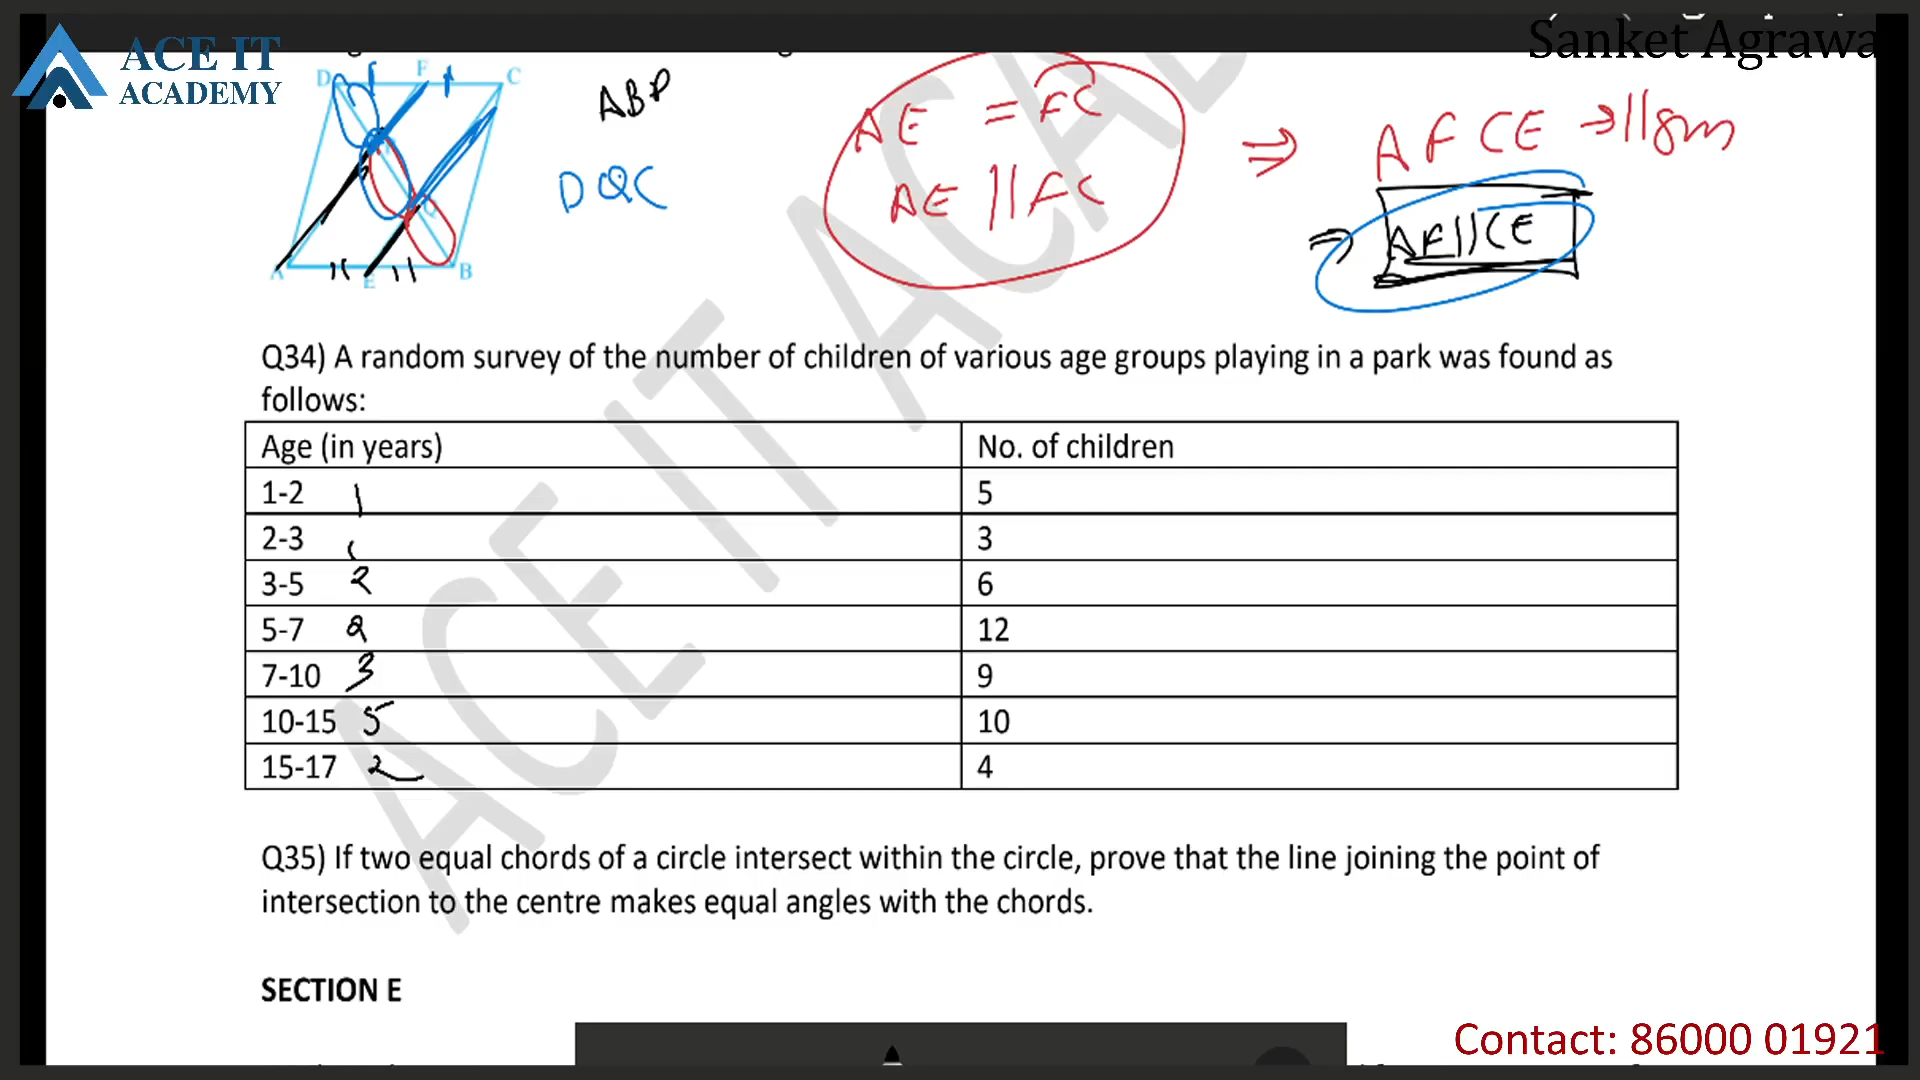 Sanket Agrawa
ACE IT
ACADEMY
D F C
ABP
AE = FC
⇒ AFCE → ||gm
DQC
AE || FC
⇒ AF||CE
Q
A E B
Q34) A random survey of the number of children of various age groups playing in a park was found as
follows:
Age (in years) No. of children
1-2 1 5
2-3 3
3-5 2 6
5-7 2 12
7-10 3 9
10-15 5 10
15-17 2 4
Q35) If two equal chords of a circle intersect within the circle, prove that the line joining the point of
intersection to the centre makes equal angles with the chords.
SECTION E
Contact: 86000 01921
ACE IT ACAD